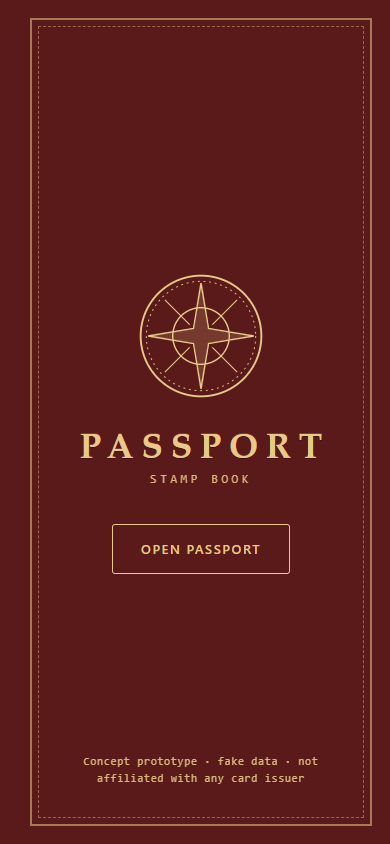 PASSPORT
STAMP BOOK
OPEN PASSPORT
Concept prototype · fake data · not
affiliated with any card issuer